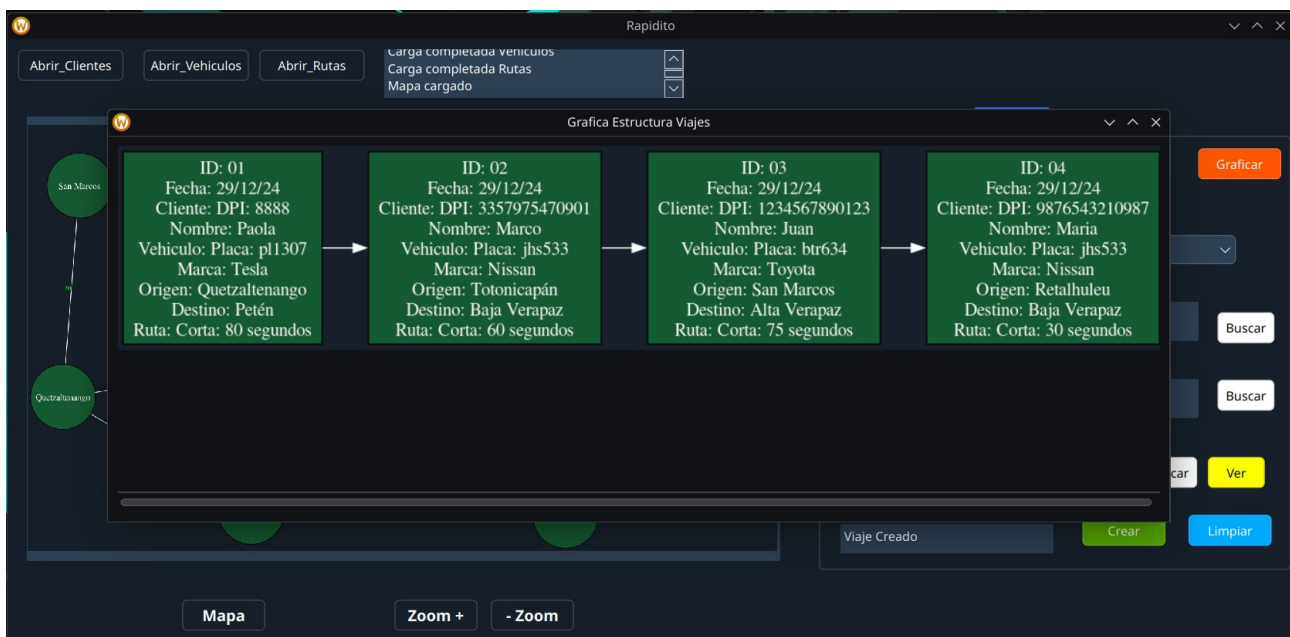 Rapidito
Abrir_Clientes
Abrir_Vehiculos
Abrir_Rutas
Carga completada Vehiculos
Carga completada Rutas
Mapa cargado
Grafica Estructura Viajes
ID: 01
Fecha: 29/12/24
Cliente: DPI: 8888
Nombre: Paola
Vehiculo: Placa: pl1307
Marca: Tesla
Origen: Quetzaltenango
Destino: Petén
Ruta: Corta: 80 segundos
ID: 02
Fecha: 29/12/24
Cliente: DPI: 3357975470901
Nombre: Marco
Vehiculo: Placa: jhs533
Marca: Nissan
Origen: Totonicapán
Destino: Baja Verapaz
Ruta: Corta: 60 segundos
ID: 03
Fecha: 29/12/24
Cliente: DPI: 1234567890123
Nombre: Juan
Vehiculo: Placa: btr634
Marca: Toyota
Origen: San Marcos
Destino: Alta Verapaz
Ruta: Corta: 75 segundos
ID: 04
Fecha: 29/12/24
Cliente: DPI: 9876543210987
Nombre: Maria
Vehiculo: Placa: jhs533
Marca: Nissan
Origen: Retalhuleu
Destino: Baja Verapaz
Ruta: Corta: 30 segundos
San Marcos
Quetzaltenango
Graficar
Buscar
Buscar
car
Ver
Viaje Creado
Crear
Limpiar
Mapa
Zoom +
- Zoom